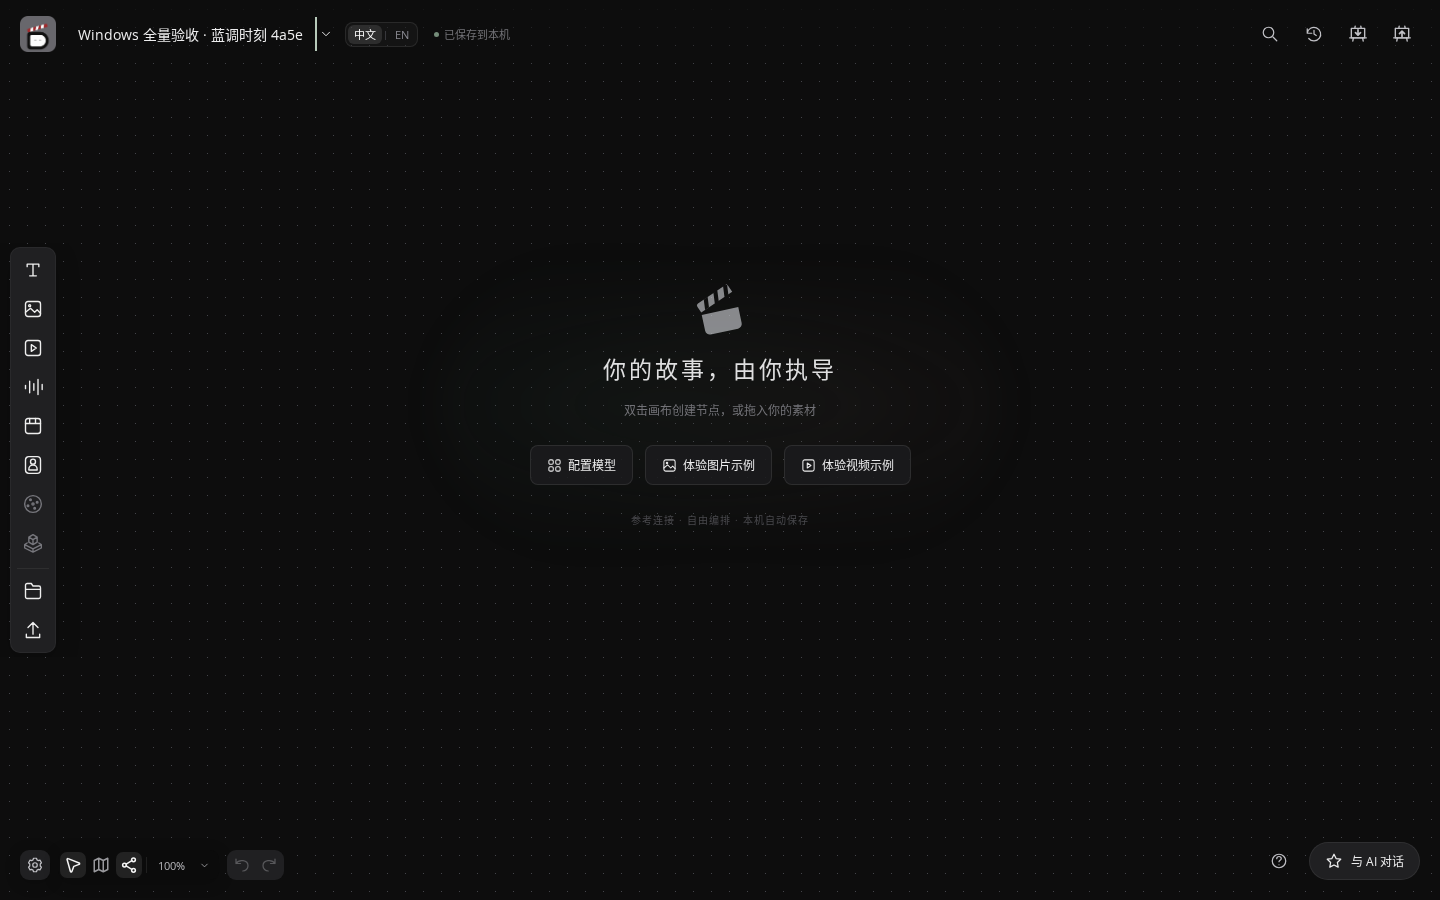 Windows 全量验收 · 蓝调时刻 4a5e
中文 | EN
已保存到本机
你的故事，由你执导
双击画布创建节点，或拖入你的素材
配置模型
体验图片示例
体验视频示例
参考连接 · 自由编排 · 本机自动保存
100%
与 AI 对话